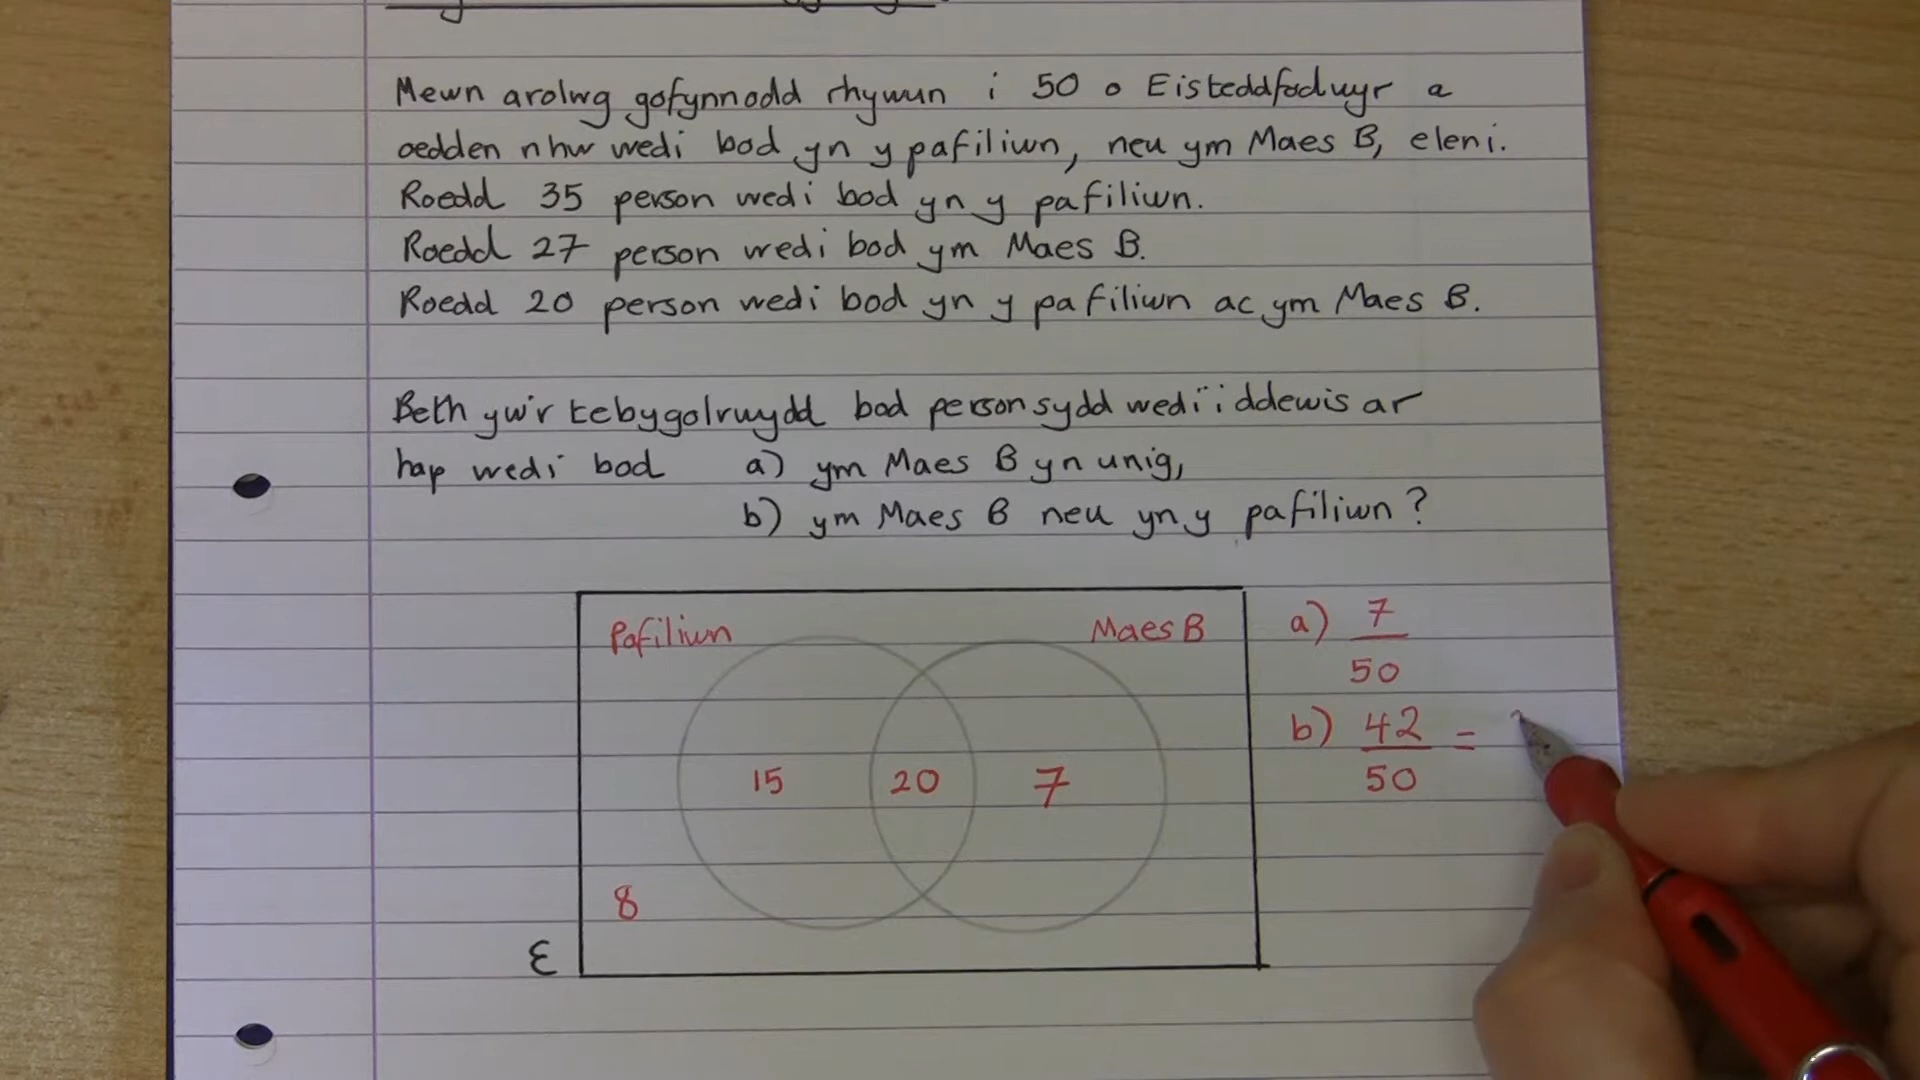 Mewn arolwg gofynnodd rhywun i 50 o Eisteddfodwyr a
oedden nhw wedi bod yn y pafiliwn, neu ym Maes B, eleni.
Roedd 35 person wedi bod yn y pafiliwn.
Roedd 27 person wedi bod ym Maes B.
Roedd 20 person wedi bod yn y pafiliwn ac ym Maes B.
Beth yw'r tebygolrwydd bod person sydd wedi'i ddewis ar
hap wedi bod a) ym Maes B yn unig,
b) ym Maes B neu yn y pafiliwn?
Pafiliwn Maes B
15 20 7
8
ε
a) 7/50
b) 42/50 =